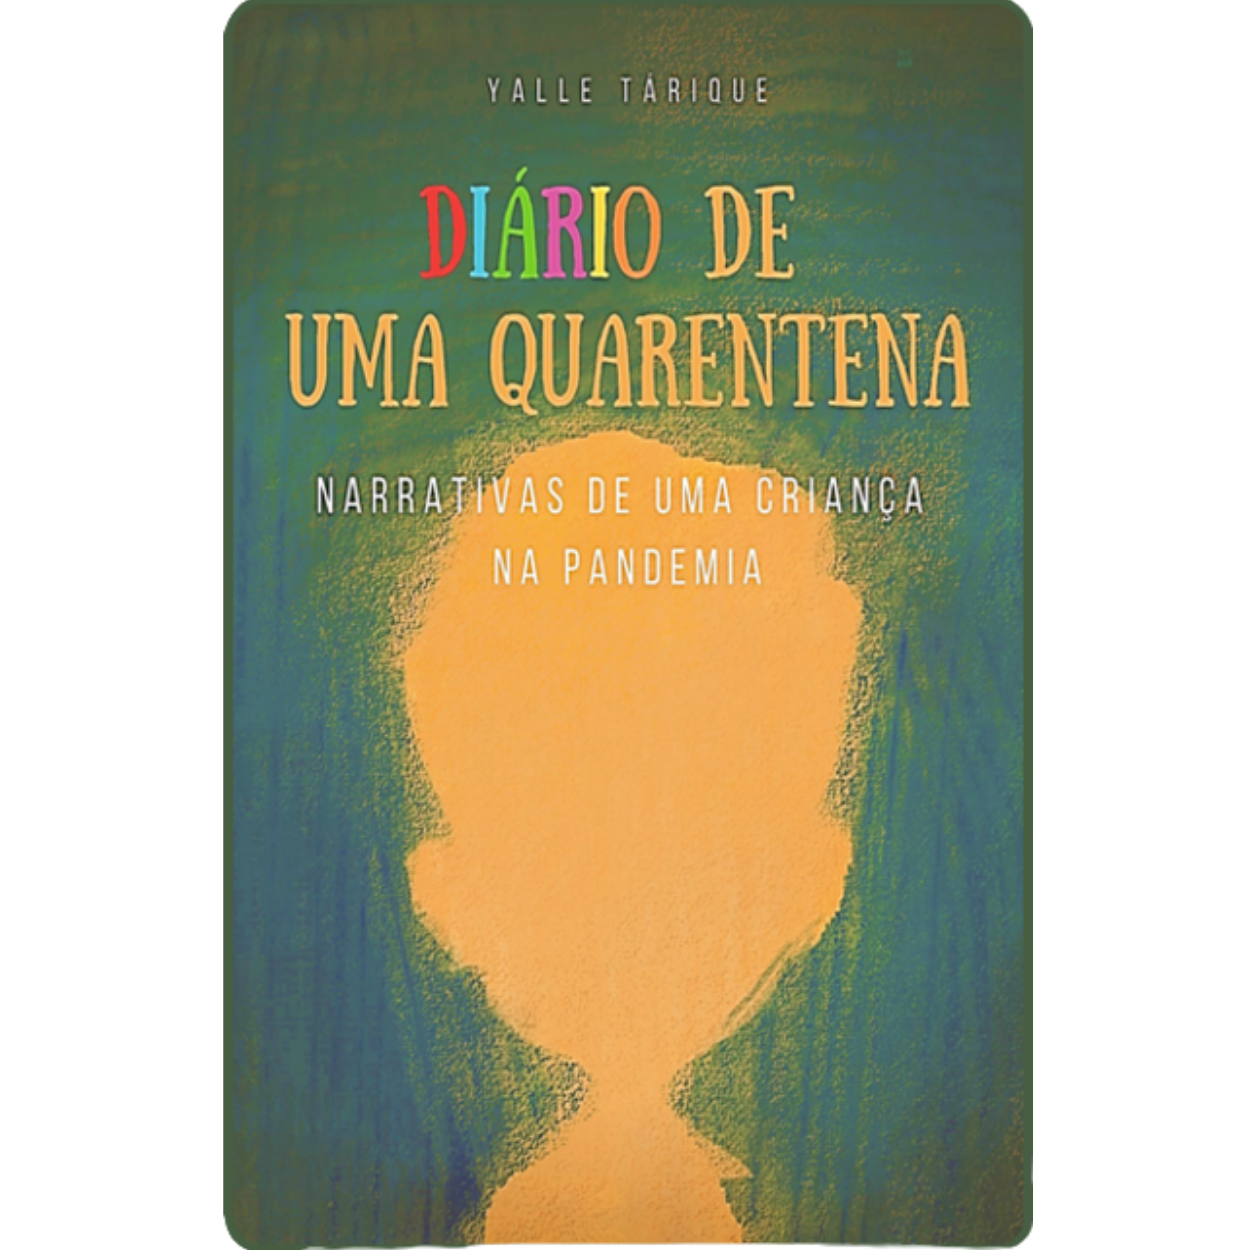 YALLE TÁRIQUE
DIÁRIO DE
UMA QUARENTENA
NARRATIVAS DE UMA CRIANÇA
NA PANDEMIA